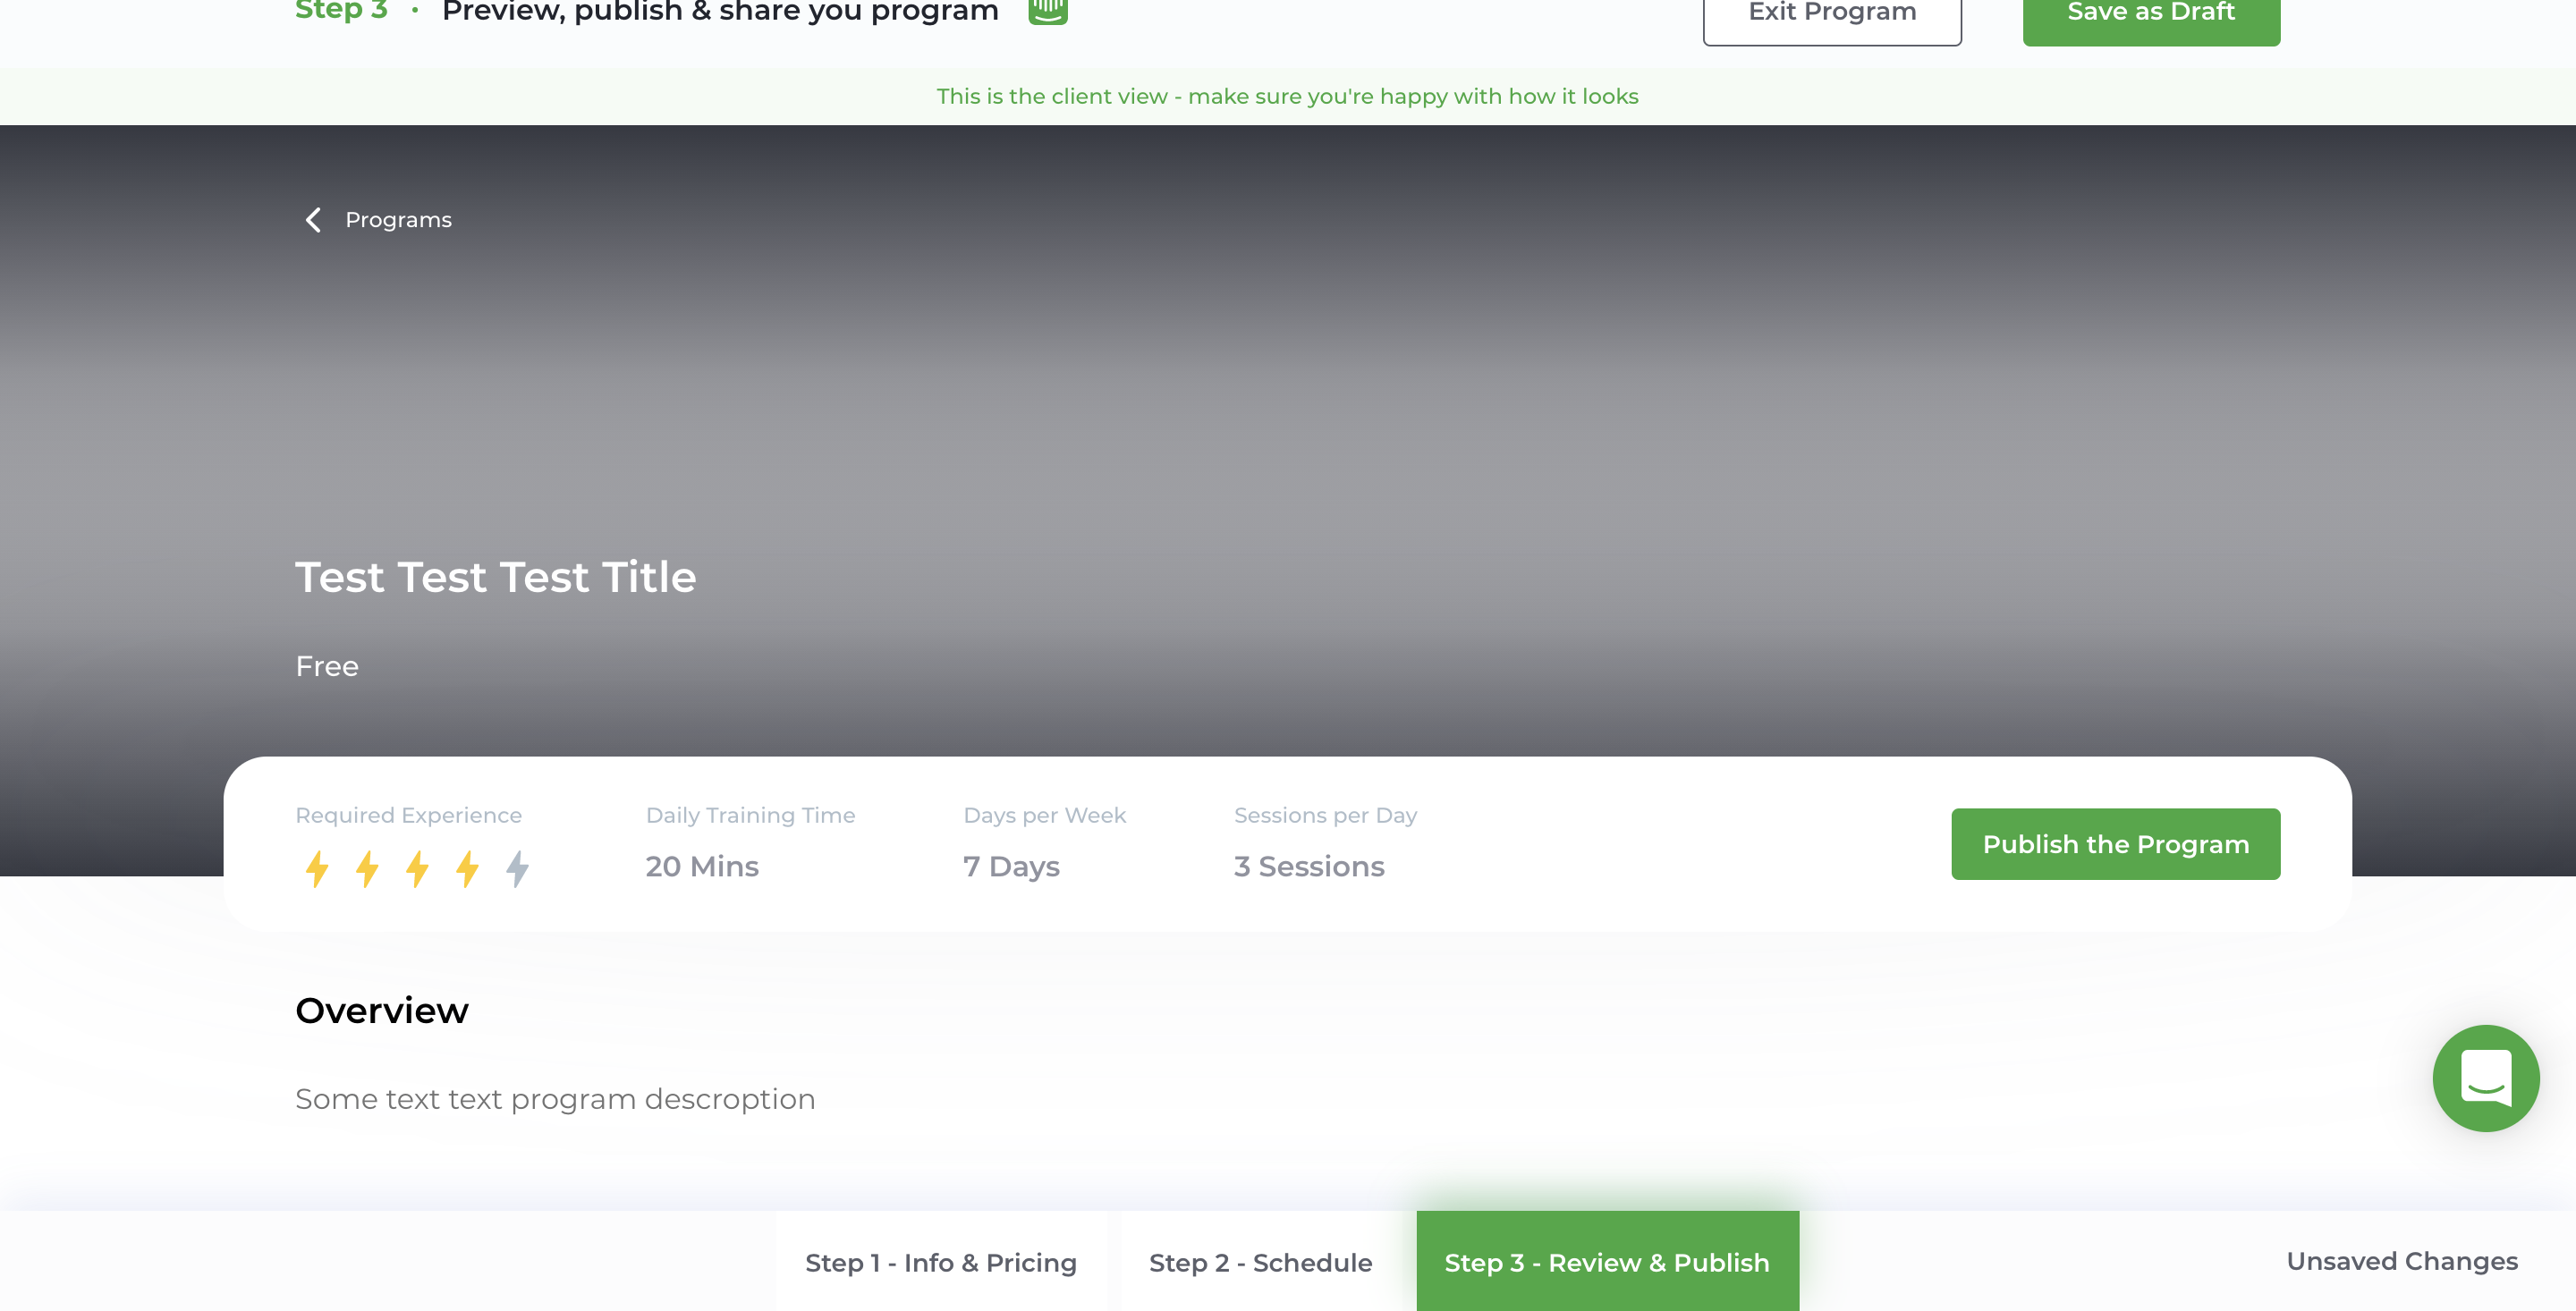 Step 3 • Preview, publish & share you program
Exit Program
Save as Draft
This is the client view - make sure you're happy with how it looks
Programs
Test Test Test Title
Free
Required Experience
Daily Training Time
20 Mins
Days per Week
7 Days
Sessions per Day
3 Sessions
Publish the Program
Overview
Some text text program descroption
Step 1 - Info & Pricing
Step 2 - Schedule
Step 3 - Review & Publish
Unsaved Changes